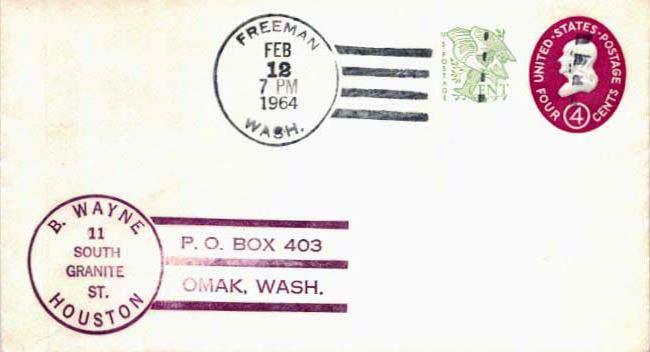 FREEMAN
FEB
12
7 PM
1964
WASH.
POSTAGE
CENT
UNITED·STATES·POSTAGE
FOUR 4 CENTS
B. WAYNE
11
SOUTH
GRANITE
ST.
HOUSTON
P. O. BOX 403
OMAK, WASH.